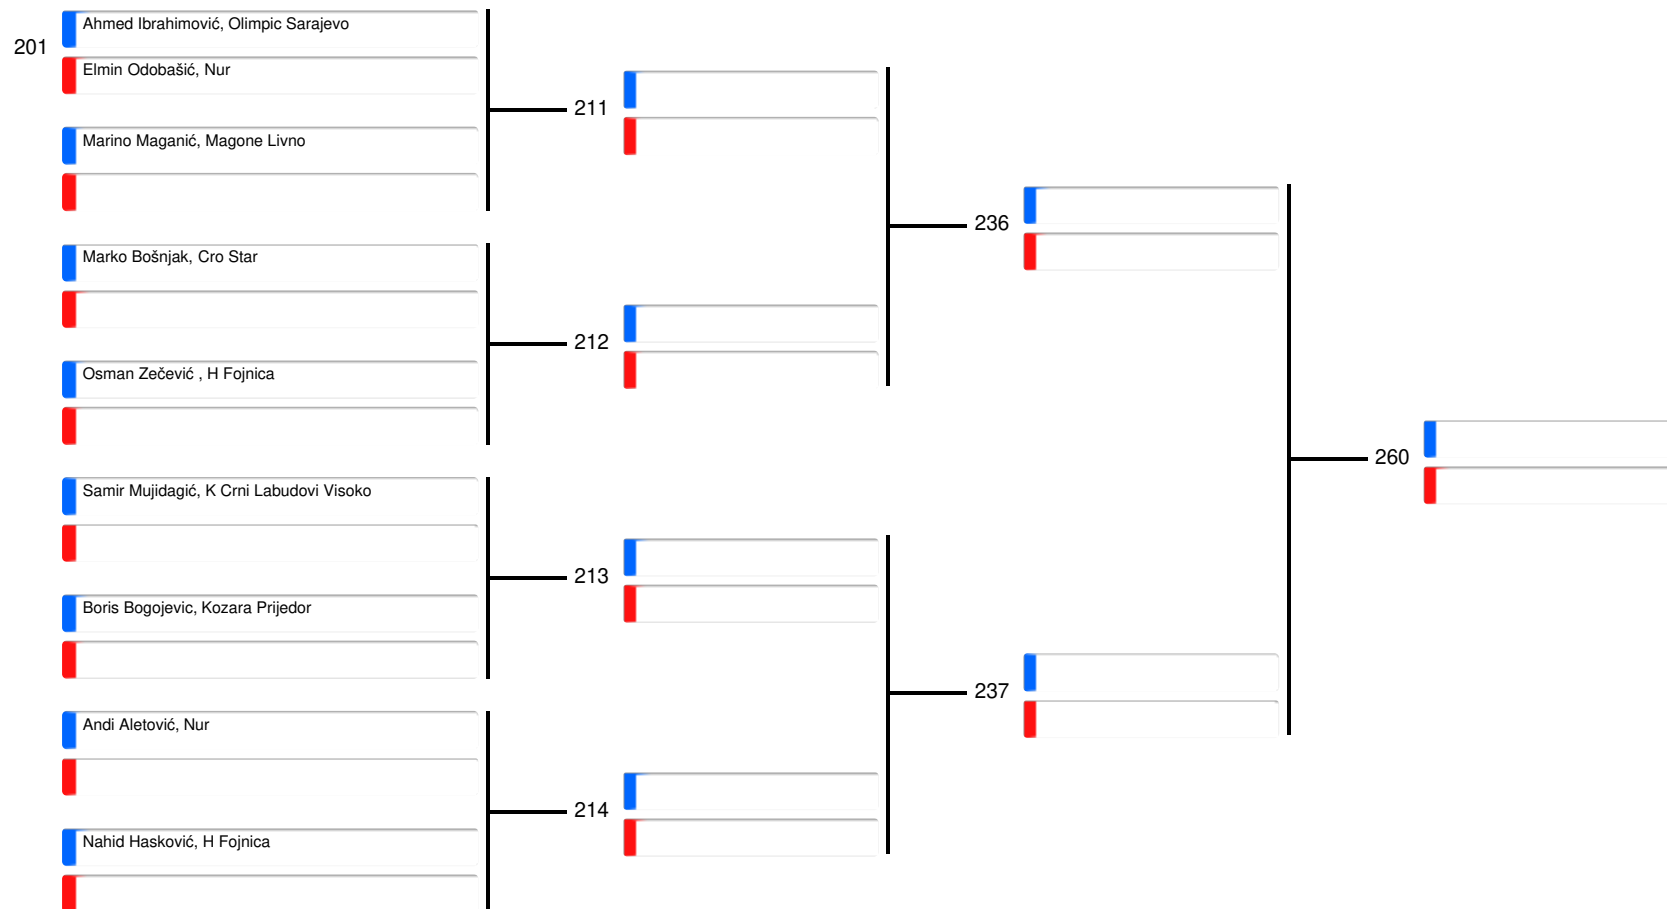 201
Ahmed Ibrahimović, Olimpic Sarajevo
Elmin Odobašić, Nur
Marino Maganić, Magone Livno
211
Marko Bošnjak, Cro Star
Osman Zečević , H Fojnica
212
236
Samir Mujidagić, K Crni Labudovi Visoko
Boris Bogojevic, Kozara Prijedor
213
Andi Aletović, Nur
Nahid Hasković, H Fojnica
214
237
260